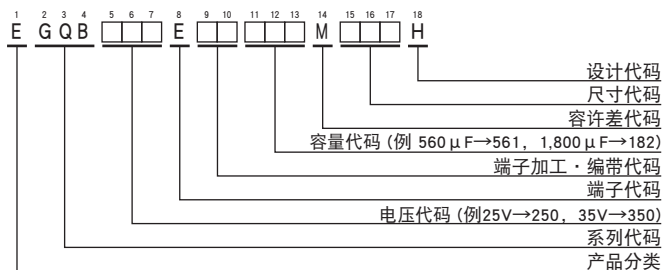 1 2 3 4 5 6 7 8 9 10 11 12 13 14 15 16 17 18
E GQB □□□ E □□ □□□ M □□□ H
设计代码
尺寸代码
容许差代码
容量代码 (例 560μF→561, 1,800μF→182)
端子加工・编带代码
端子代码
电压代码 (例25V→250, 35V→350)
系列代码
产品分类